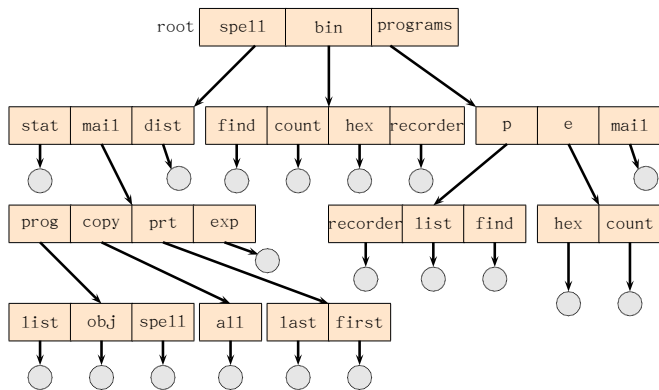 root spell bin programs
stat mail dist find count hex recorder p e mail
prog copy prt exp recorder list find hex count
list obj spell all last first